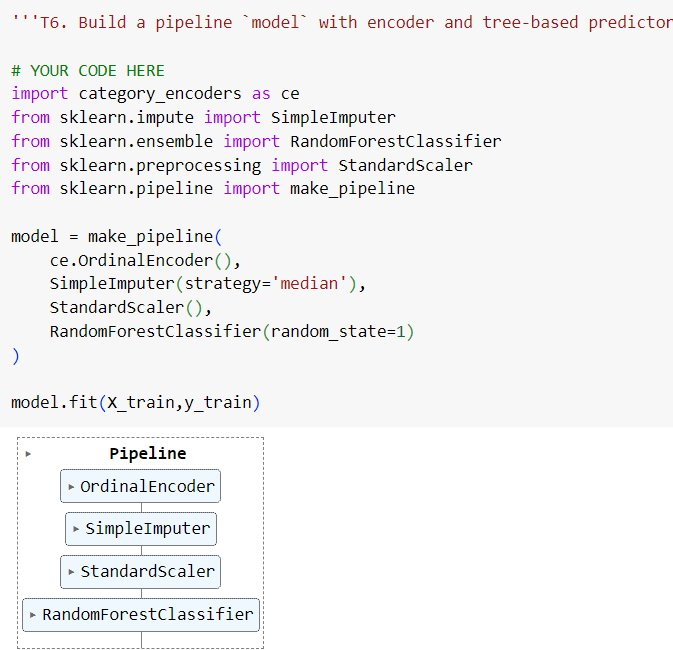 '''T6. Build a pipeline `model` with encoder and tree-based predictor
# YOUR CODE HERE
import category_encoders as ce
from sklearn.impute import SimpleImputer
from sklearn.ensemble import RandomForestClassifier
from sklearn.preprocessing import StandardScaler
from sklearn.pipeline import make_pipeline
model = make_pipeline(
    ce.OrdinalEncoder(),
    SimpleImputer(strategy='median'),
    StandardScaler(),
    RandomForestClassifier(random_state=1)
)
model.fit(X_train,y_train)
Pipeline
OrdinalEncoder
SimpleImputer
StandardScaler
RandomForestClassifier